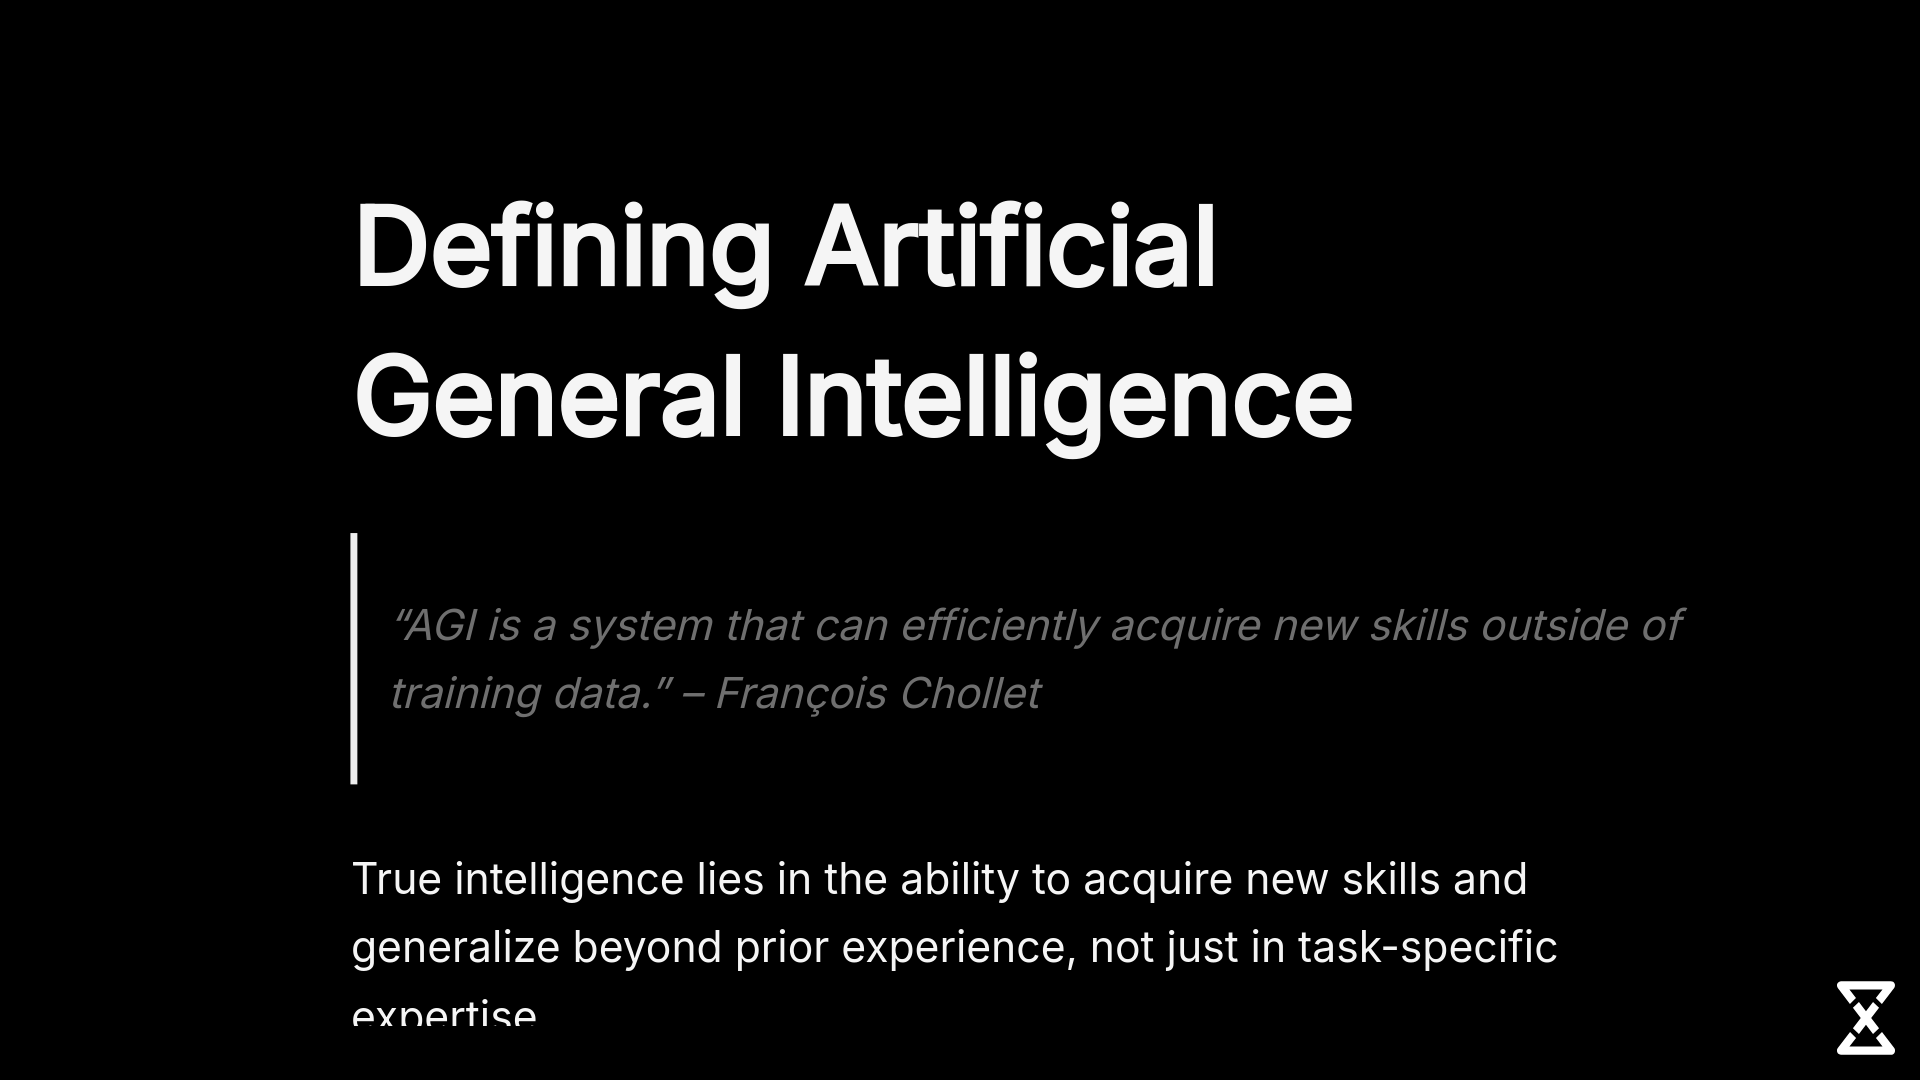 Defining Artificial
General Intelligence
“AGI is a system that can efficiently acquire new skills outside of
training data.” – François Chollet
True intelligence lies in the ability to acquire new skills and
generalize beyond prior experience, not just in task-specific
expertise